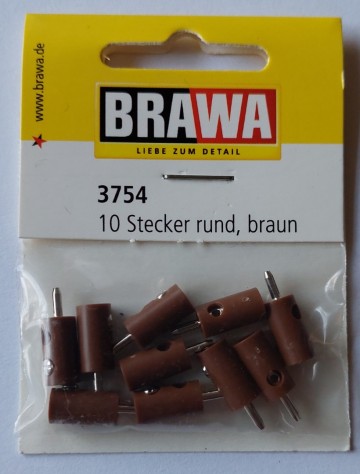 www.brawa.de
BRAWA
LIEBE ZUM DETAIL
3754
10 Stecker rund, braun